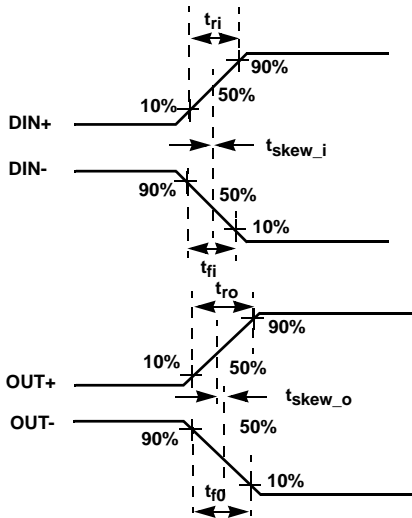 tri
90%
10%
50%
DIN+
tskew_i
DIN-
90%
50%
10%
tfi
tro
90%
10%
50%
OUT+
tskew_o
OUT-
50%
90%
10%
tf0